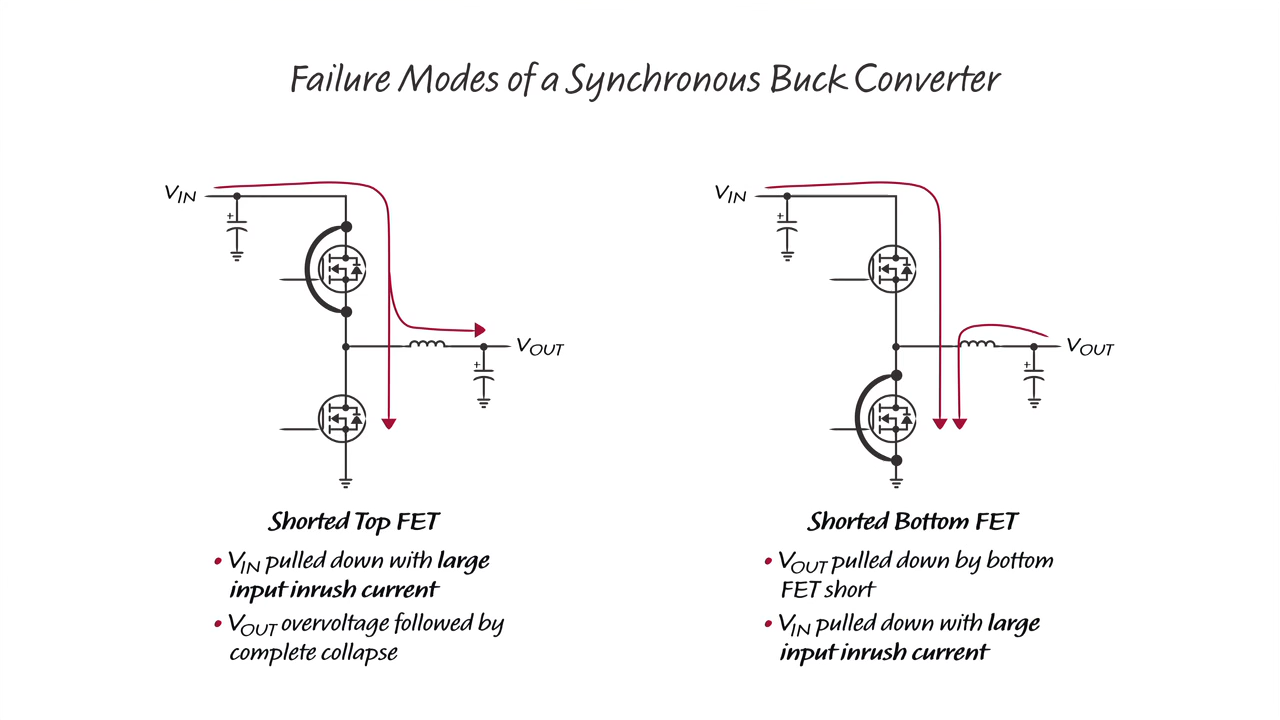 Failure Modes of a Synchronous Buck Converter
VIN
+
VOUT
+
Shorted Top FET
• VIN pulled down with large
input inrush current
• VOUT overvoltage followed by
complete collapse
VIN
+
VOUT
+
Shorted Bottom FET
• VOUT pulled down by bottom
FET short
• VIN pulled down with large
input inrush current